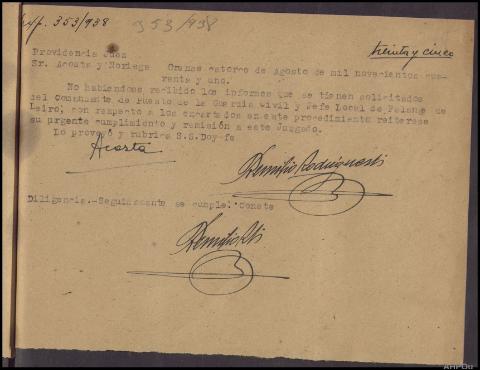 353/938 353/938
treinta y cinco
Providencia Juez
Sr. Acosta y Noriega Orense catorce de Agosto de mil novecientos cua-
renta y uno.
No habiendose recibido los informes que se tienen solicitados
del Comandante de Puesto de la Guardia Civil y Jefe Local de Falange de
Leiro, con respecto a los encartados en este procedimiento reiterese
su urgente cumplimiento y remisión a este Juzgado.
Lo proveyó y rubrica S.S. Doy-fe
Acosta
Diligencia.-Seguidamente se cumple. Conste
AHPOu